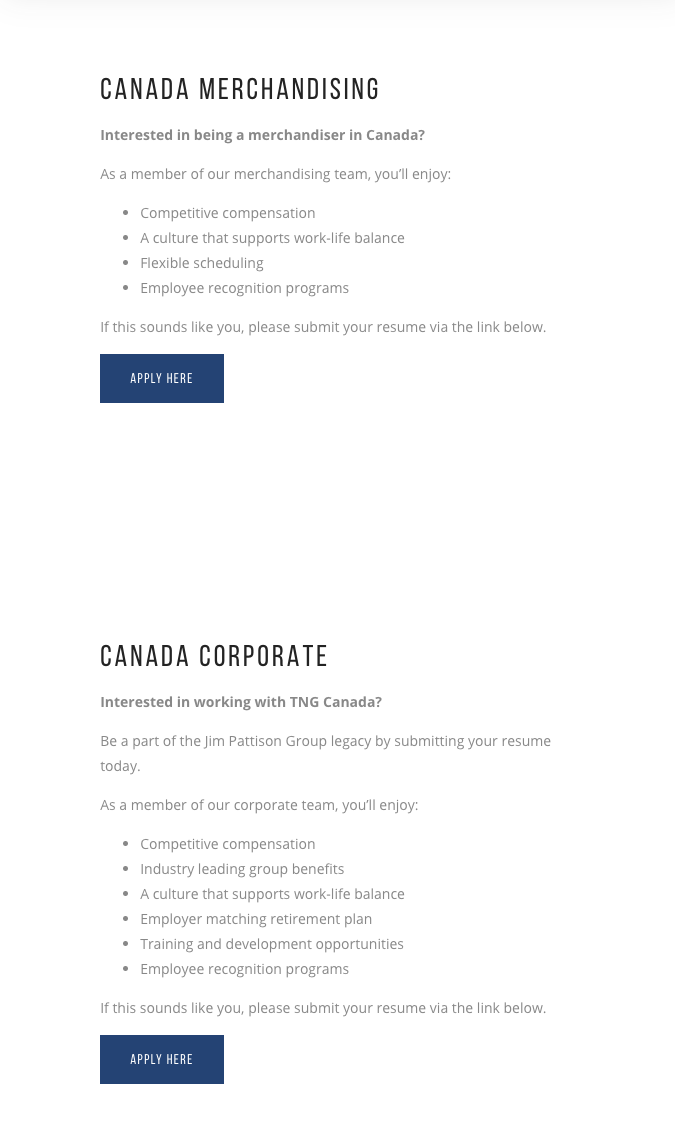 CANADA MERCHANDISING
Interested in being a merchandiser in Canada?
As a member of our merchandising team, you’ll enjoy:
Competitive compensation
A culture that supports work-life balance
Flexible scheduling
Employee recognition programs
If this sounds like you, please submit your resume via the link below.
APPLY HERE
CANADA CORPORATE
Interested in working with TNG Canada?
Be a part of the Jim Pattison Group legacy by submitting your resume
today.
As a member of our corporate team, you’ll enjoy:
Competitive compensation
Industry leading group benefits
A culture that supports work-life balance
Employer matching retirement plan
Training and development opportunities
Employee recognition programs
If this sounds like you, please submit your resume via the link below.
APPLY HERE